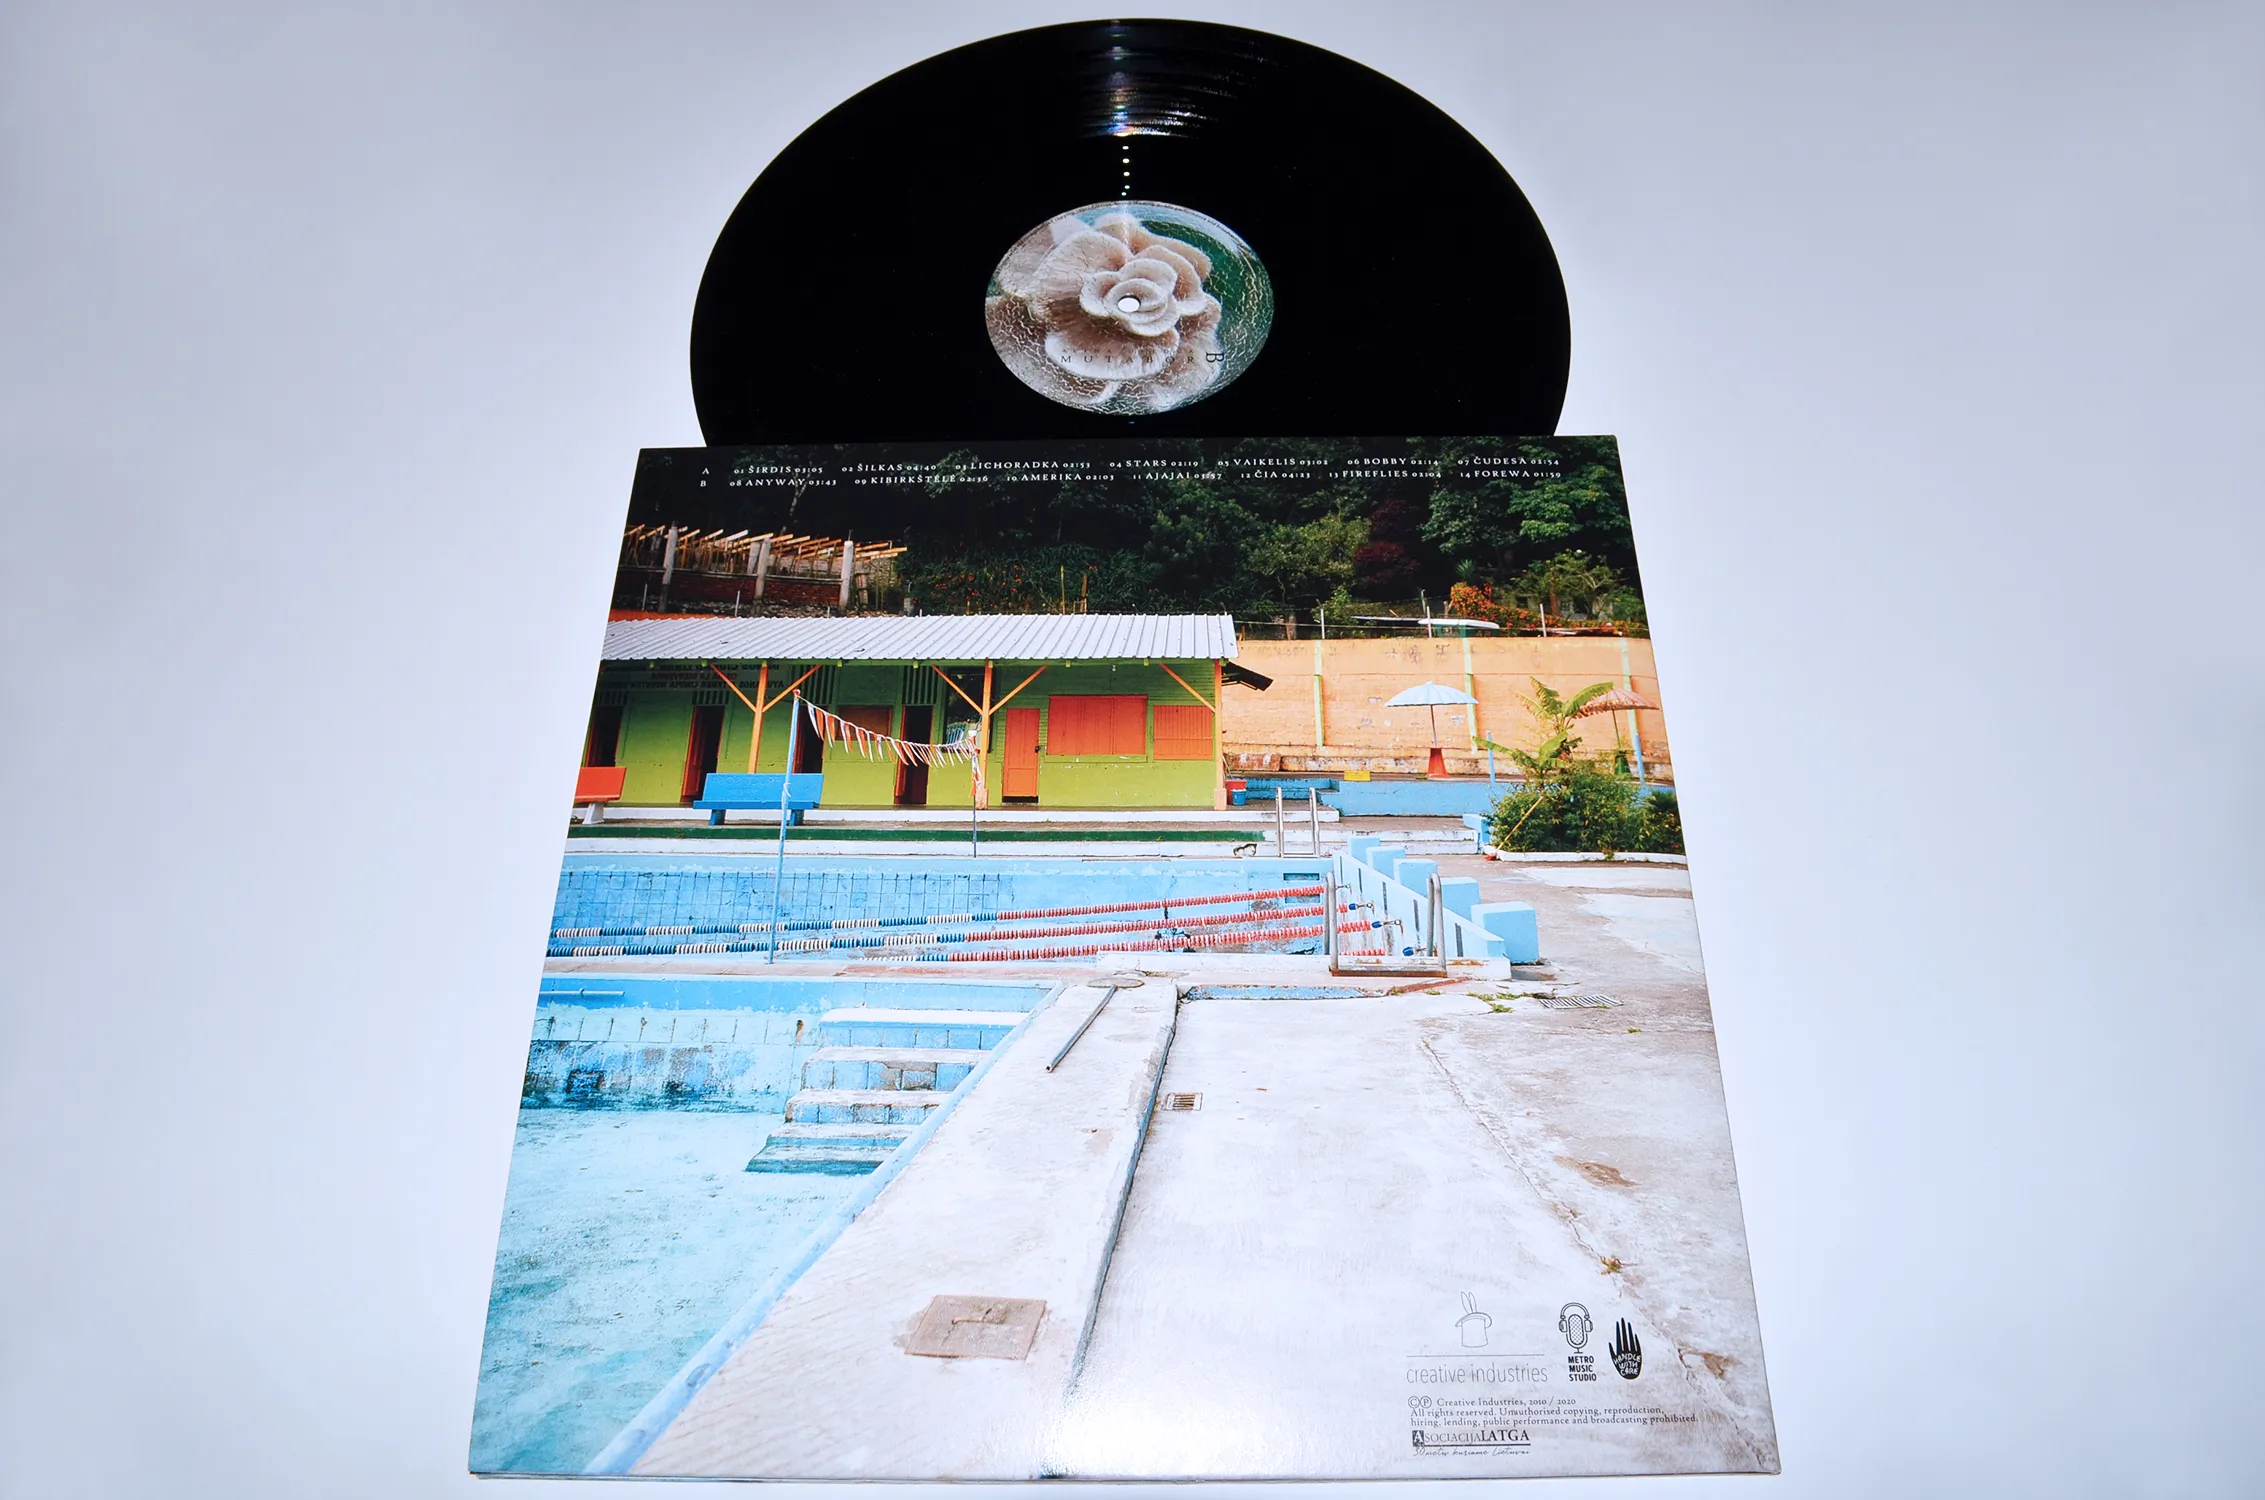 MUTABOR B
A 01 ŠIRDIS 03:05 02 ŠILKAS 04:40 03 LICHORADKA 02:53 04 STARS 02:19 05 VAIKELIS 03:02 06 BOBBY 02:14 07 ČUDESA 02:54
B 08 ANYWAY 03:43 09 KIBIRKŠTĖLĖ 02:36 10 AMERIKA 02:03 11 AJAJAI 03:57 12 ČIA 04:23 13 FIREFLIES 02:04 14 FOREWA 01:59
creative industries
METRO
MUSIC
STUDIO
HANDLE
WITH
CARE
©℗ Creative Industries, 2010 / 2020
All rights reserved. Unauthorised copying, reproduction,
hiring, lending, public performance and broadcasting prohibited.
ASOCIACIJA LATGA
30 metų kuriame Lietuvai